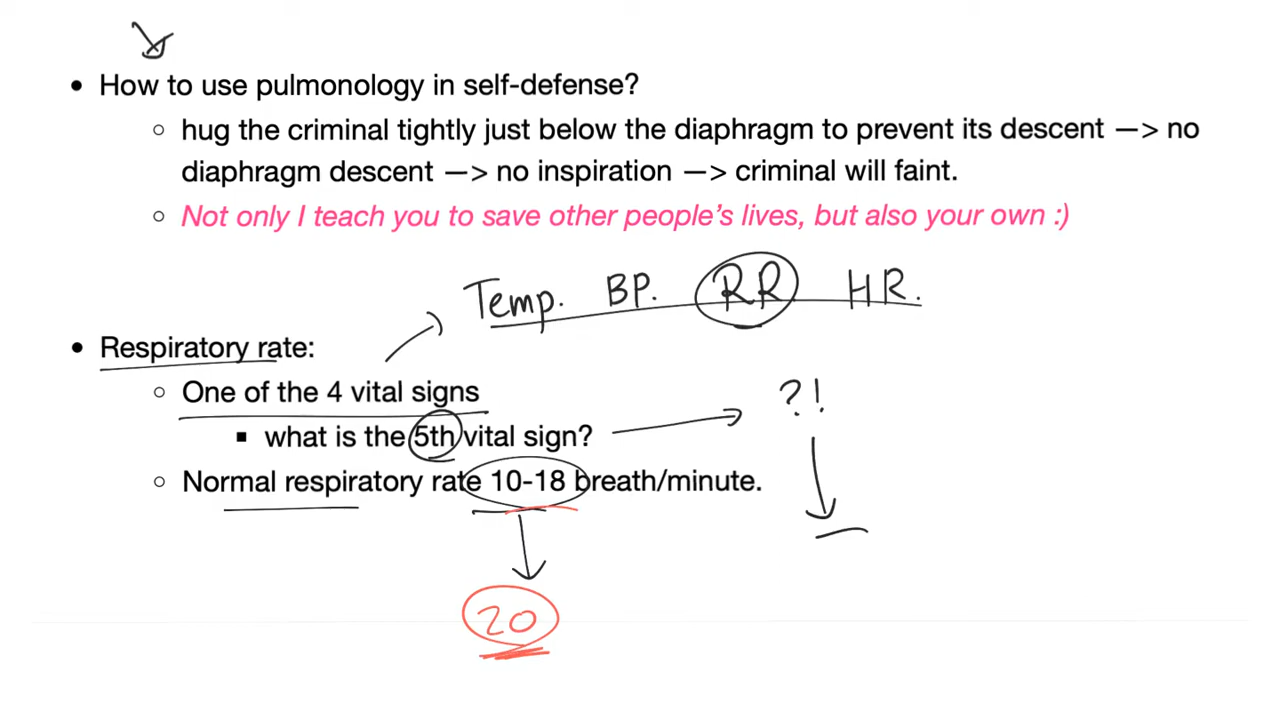 • How to use pulmonology in self-defense?
○ hug the criminal tightly just below the diaphragm to prevent its descent —> no
diaphragm descent —> no inspiration —> criminal will faint.
○ Not only I teach you to save other people’s lives, but also your own :)
Temp. BP. RR HR.
• Respiratory rate:
○ One of the 4 vital signs
?!
▪ what is the 5th vital sign?
○ Normal respiratory rate 10-18 breath/minute.
20